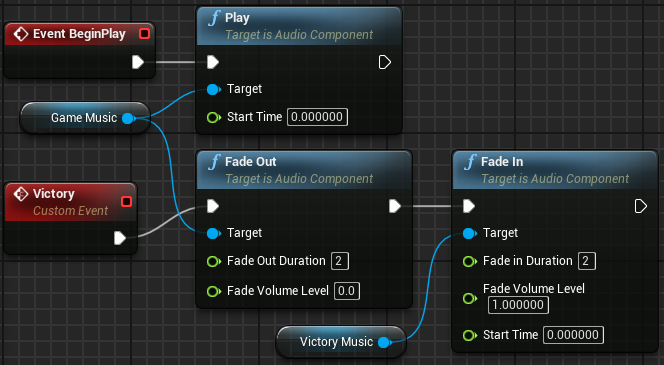 Event BeginPlay
f Play
Target is Audio Component
Target
Start Time 0.000000
Game Music
Victory
Custom Event
f Fade Out
Target is Audio Component
Target
Fade Out Duration 2
Fade Volume Level 0.0
f Fade In
Target is Audio Component
Target
Fade in Duration 2
Fade Volume Level
1.000000
Start Time 0.000000
Victory Music